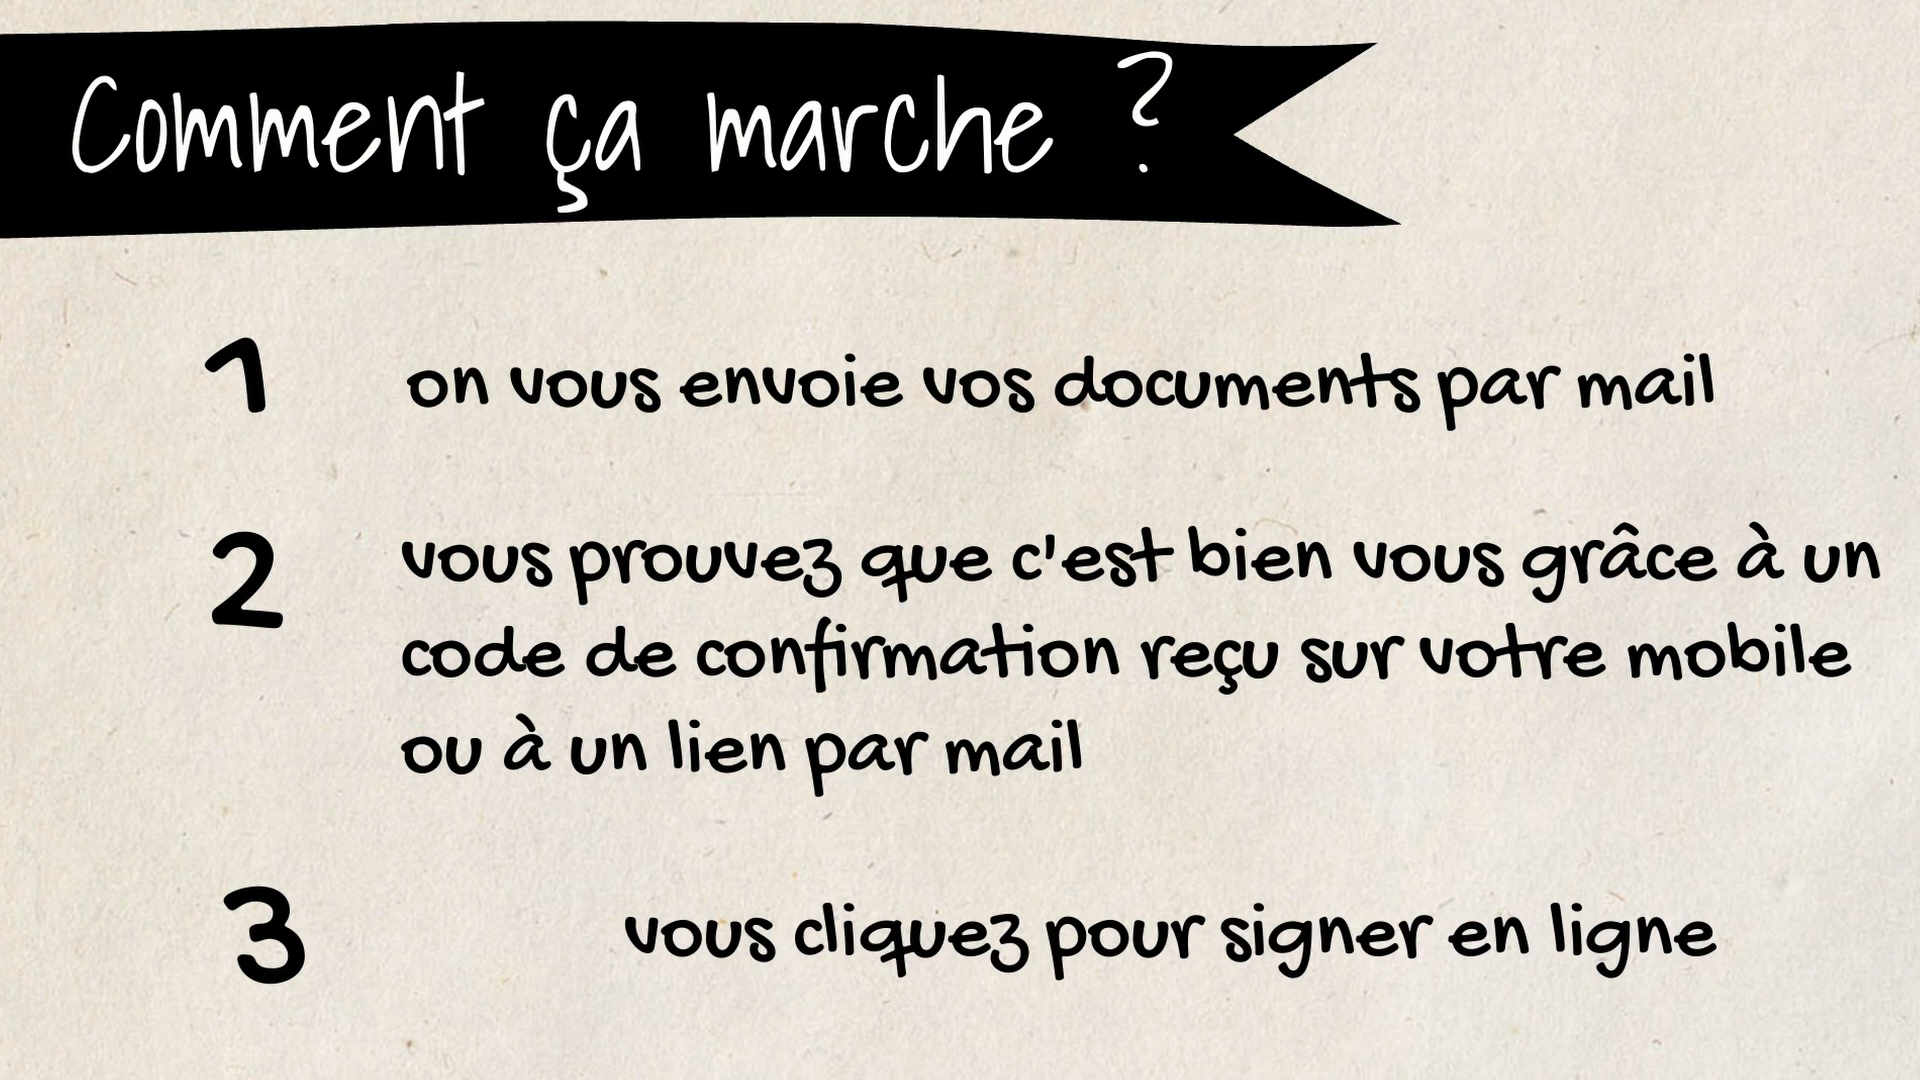 Comment ça marche ?
1 on vous envoie vos documents par mail
2 vous prouvez que c'est bien vous grâce à un
code de confirmation reçu sur votre mobile
ou à un lien par mail
3 vous cliquez pour signer en ligne